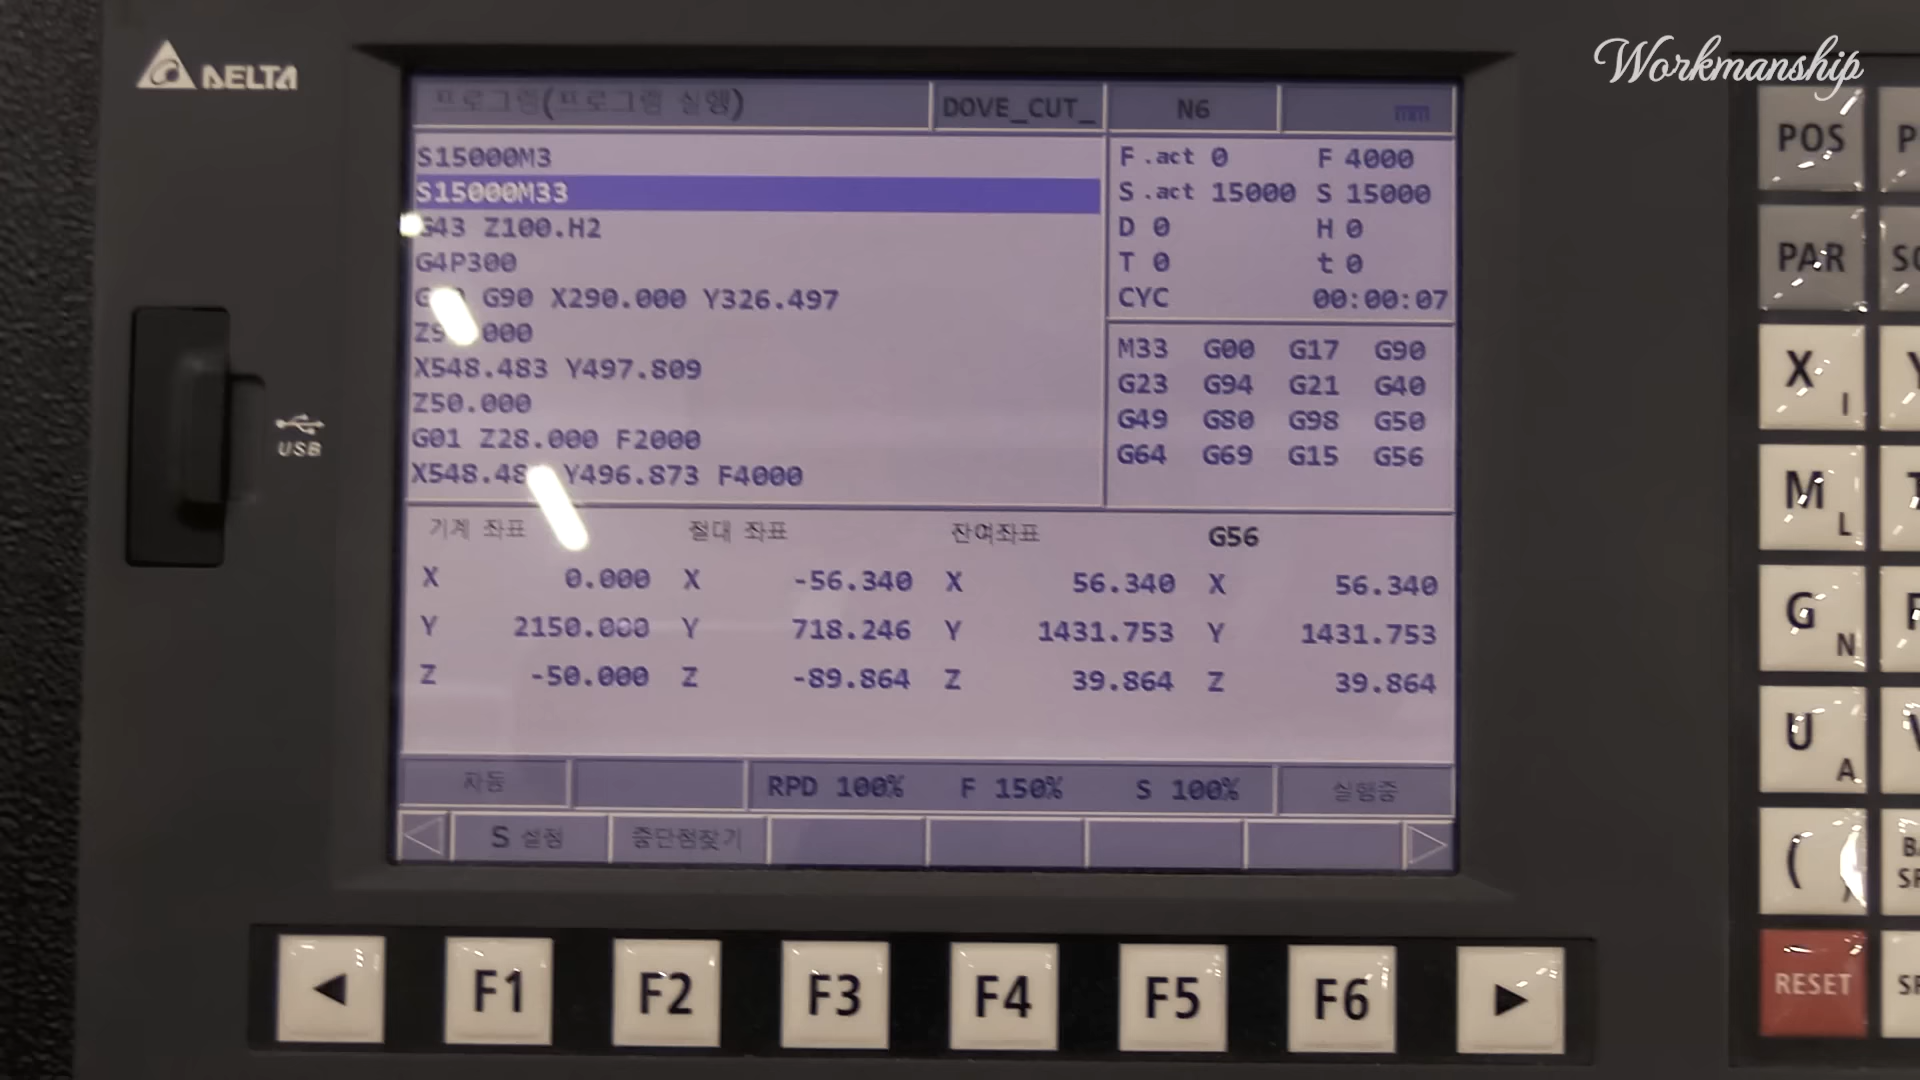 Workmanship
DELTA
프로그램(프로그램 실행) DOVE_CUT_ N6 mm
S15000M3
S15000M33
G43 Z100.H2
G4P300
G90 X290.000 Y326.497
000
X548.483 Y497.809
Z50.000
G01 Z28.000 F2000
X548.48 Y496.873 F4000
F.act 0 F 4000
S.act 15000 S 15000
D 0 H 0
T 0 t 0
CYC 00:00:07
M33 G00 G17 G90
G23 G94 G21 G40
G49 G80 G98 G50
G64 G69 G15 G56
기계 좌표 절대 좌표 잔여좌표 G56
X 0.000 X -56.340 X 56.340 X 56.340
Y 2150.000 Y 718.246 Y 1431.753 Y 1431.753
Z -50.000 Z -89.864 Z 39.864 Z 39.864
자동 RPD 100% F 150% S 100% 실행중
S 설정 중단점찾기
USB
F1 F2 F3 F4 F5 F6
POS
PAR
X I
M L
G N
U A
( )
RESET